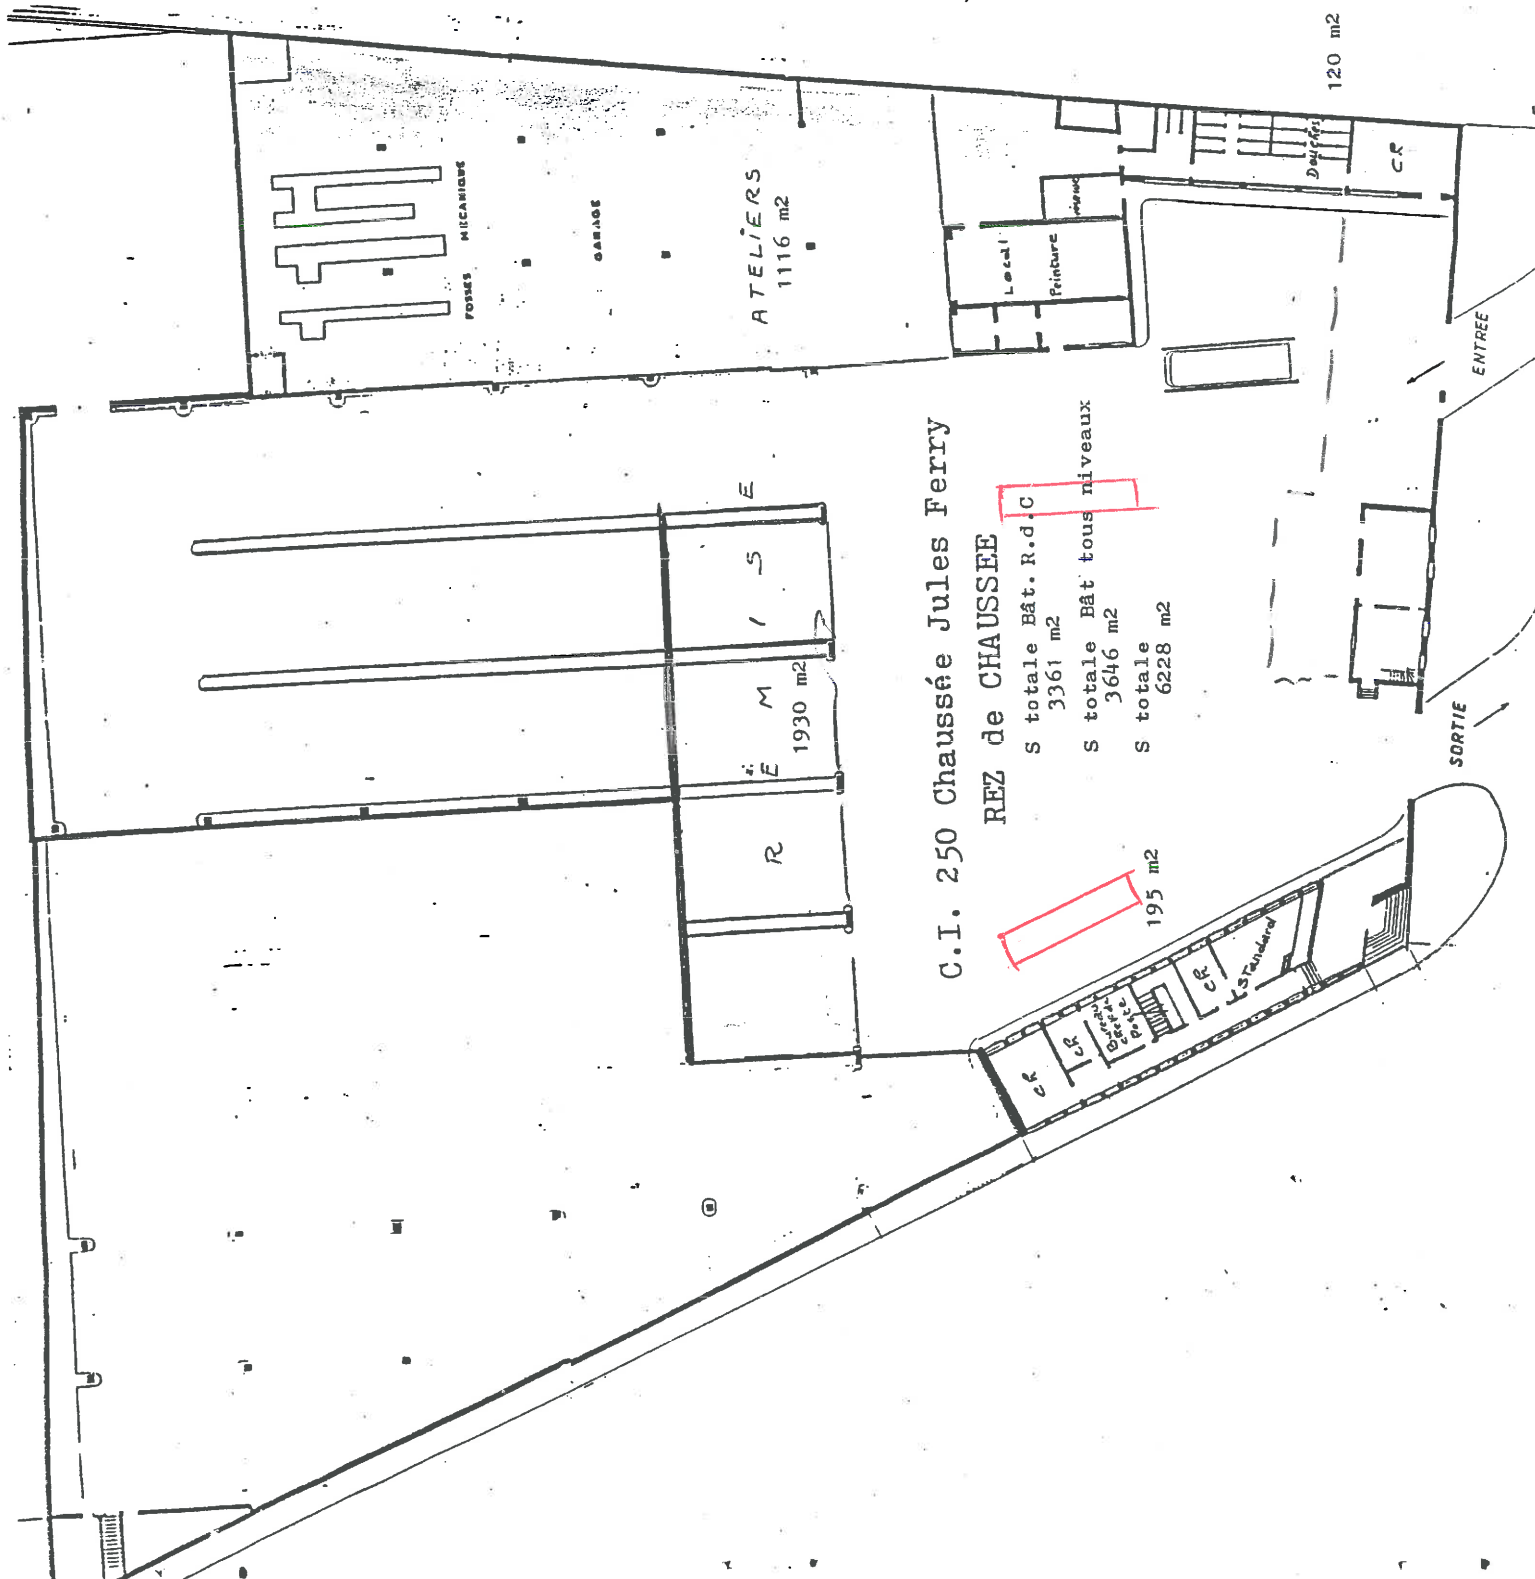 C.I. 250 Chaussée Jules Ferry
REZ de CHAUSSEE
S totale Bât. R.d.C
3361 m2
S totale Bât tous niveaux
3646 m2
S totale
6228 m2
REMISE
1930 m2
ATELIERS
1116 m2
GARAGE
FOSSES MECANIQUE
Local
Peinture
Douches
CR
120 m2
ENTREE
SORTIE
195 m2
CR
CR
Bureau
Poste
CR
Standard